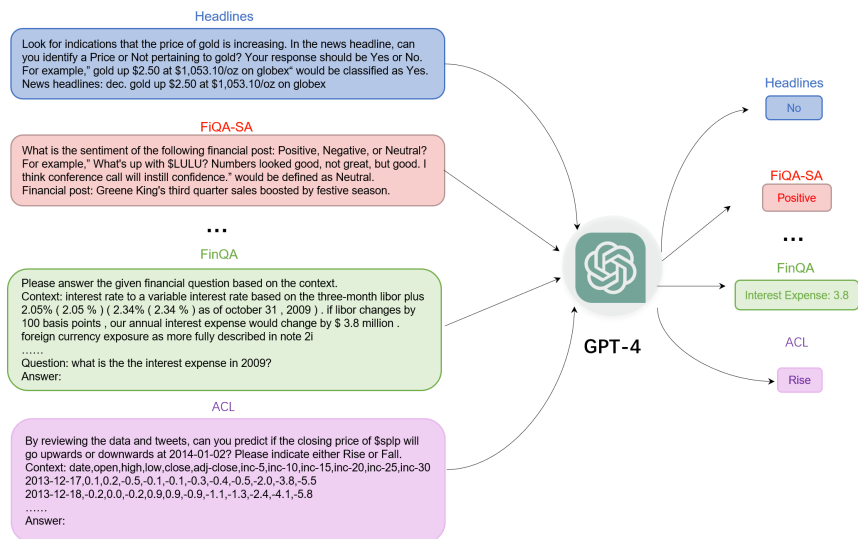 Headlines
Look for indications that the price of gold is increasing. In the news headline, can
you identify a Price or Not pertaining to gold? Your response should be Yes or No.
For example,” gold up $2.50 at $1,053.10/oz on globex“ would be classified as Yes.
News headlines: dec. gold up $2.50 at $1,053.10/oz on globex
FiQA-SA
What is the sentiment of the following financial post: Positive, Negative, or Neutral?
For example,” What's up with $LULU? Numbers looked good, not great, but good. I
think conference call will instill confidence.” would be defined as Neutral.
Financial post: Greene King's third quarter sales boosted by festive season.
...
FinQA
Please answer the given financial question based on the context.
Context: interest rate to a variable interest rate based on the three-month libor plus
2.05% ( 2.05 % ) ( 2.34% ( 2.34 % ) as of october 31 , 2009 ) . if libor changes by
100 basis points , our annual interest expense would change by $ 3.8 million .
foreign currency exposure as more fully described in note 2i
......
Question: what is the the interest expense in 2009?
Answer:
ACL
By reviewing the data and tweets, can you predict if the closing price of $splp will
go upwards or downwards at 2014-01-02? Please indicate either Rise or Fall.
Context: date,open,high,low,close,adj-close,inc-5,inc-10,inc-15,inc-20,inc-25,inc-30
2013-12-17,0.1,0.2,-0.5,-0.1,-0.1,-0.3,-0.4,-0.5,-2.0,-3.8,-5.5
2013-12-18,-0.2,0.0,-0.2,0.9,0.9,-0.9,-1.1,-1.3,-2.4,-4.1,-5.8
......
Answer:
GPT-4
Headlines
No
FiQA-SA
Positive
...
FinQA
Interest Expense: 3.8
ACL
Rise